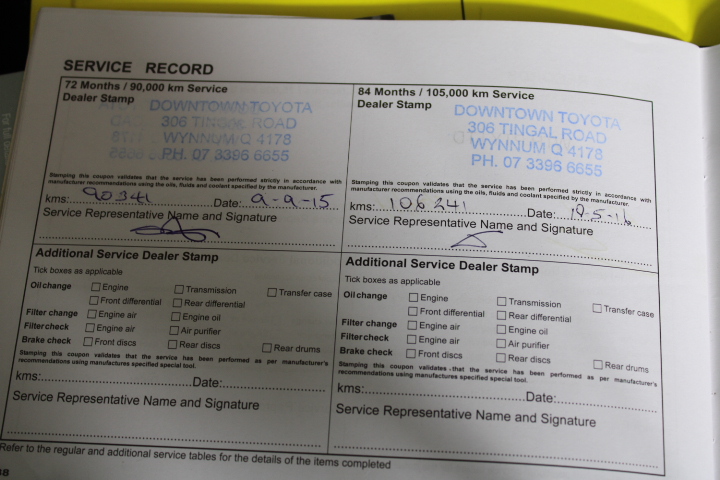 SERVICE RECORD
72 Months / 90,000 km Service
Dealer Stamp
DOWNTOWN TOYOTA
306 TINGAL ROAD
WYNNUM Q 4178
PH. 07 3396 6655
Stamping this coupon validates that the service has been performed strictly in accordance with
manufacturer recommendations using the oils, fluids and coolant specified by the manufacturer.
kms: 90341 Date: 9-9-15
Service Representative Name and Signature
Additional Service Dealer Stamp
Tick boxes as applicable
Oil change Engine Transmission Transfer case
Front differential Rear differential
Filter change Engine air Engine oil
Filter check Engine air Air purifier
Brake check Front discs Rear discs Rear drums
Stamping this coupon validates that the service has been performed as per manufacturer's
recommendations using manufactures specified special tool.
kms: Date:
Service Representative Name and Signature
84 Months / 105,000 km Service
Dealer Stamp
DOWNTOWN TOYOTA
306 TINGAL ROAD
WYNNUM Q 4178
PH. 07 3396 6655
Stamping this coupon validates that the service has been performed strictly in accordance with
manufacturer recommendations using the oils, fluids and coolant specified by the manufacturer.
kms: 106241 Date:
Service Representative Name and Signature
Additional Service Dealer Stamp
Tick boxes as applicable
Oil change Engine Transmission Transfer case
Front differential Rear differential
Filter change Engine air Engine oil
Filter check Engine air Air purifier
Brake check Front discs Rear discs Rear drums
Stamping this coupon validates that the service has been performed as per manufacturer's
recommendations using manufactures specified special tool.
kms: Date:
Service Representative Name and Signature
Refer to the regular and additional service tables for the details of the items completed